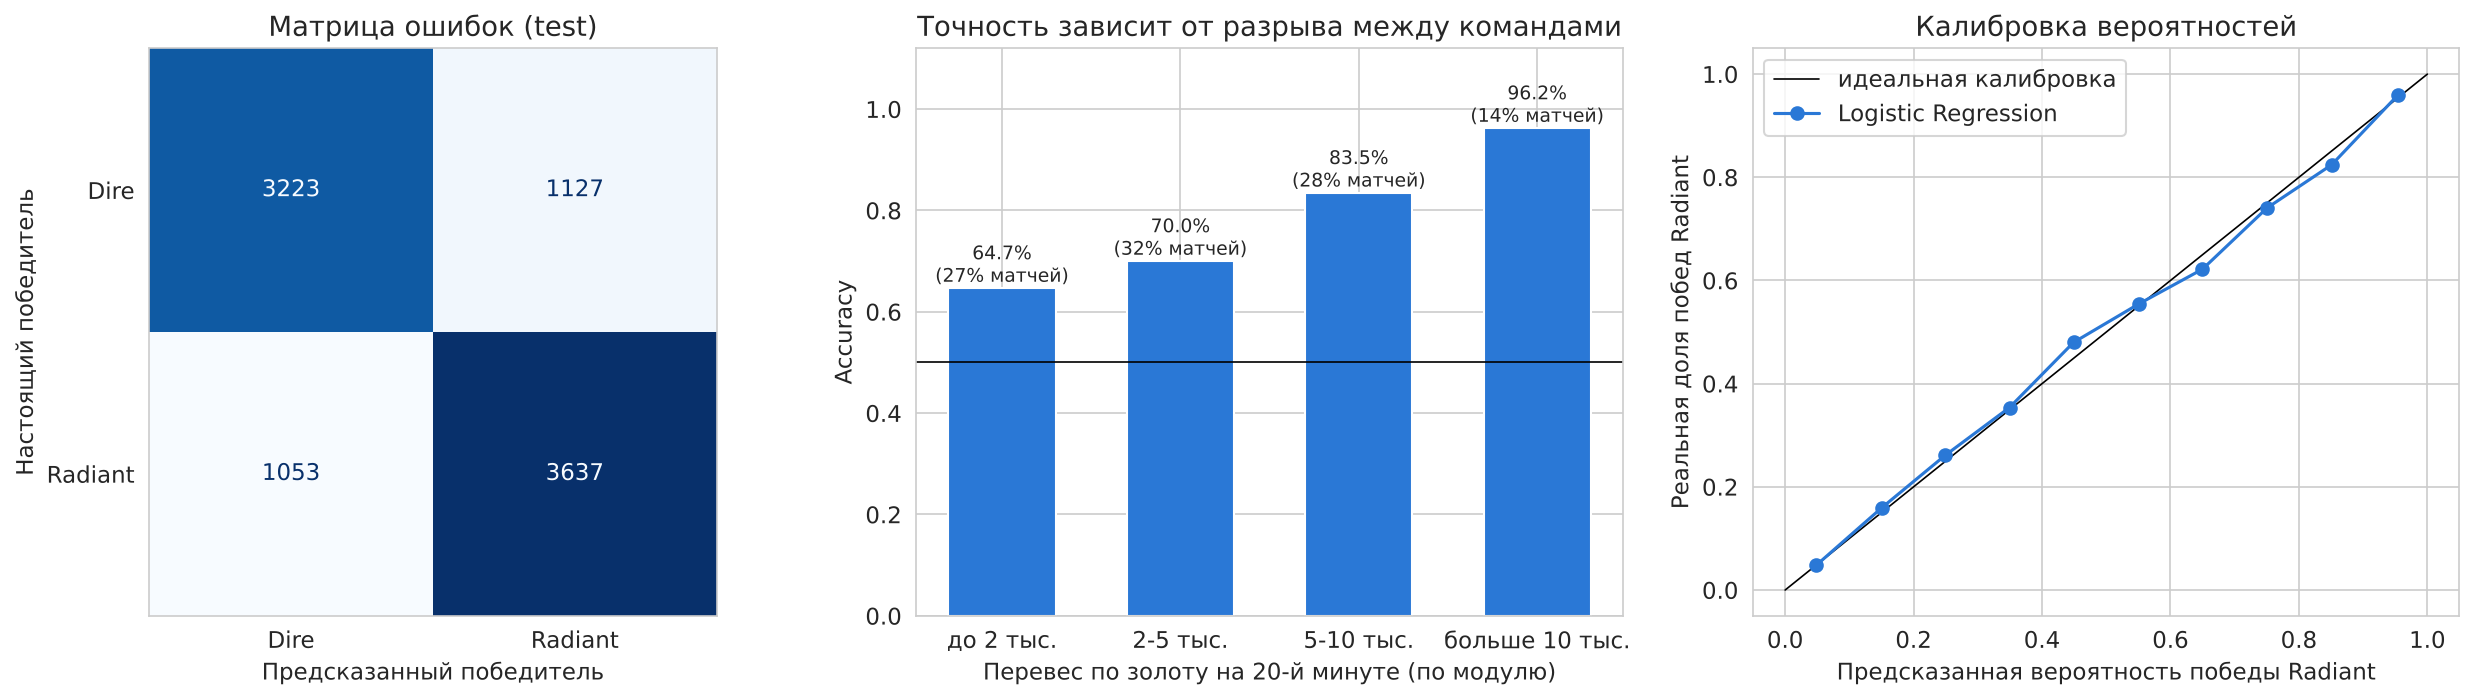 Матрица ошибок (test)
Настоящий победитель
Dire
Radiant
3223
1127
1053
3637
Dire
Radiant
Предсказанный победитель
Точность зависит от разрыва между командами
Accuracy
1.0
0.8
0.6
0.4
0.2
0.0
64.7%
(27% матчей)
70.0%
(32% матчей)
83.5%
(28% матчей)
96.2%
(14% матчей)
до 2 тыс.
2-5 тыс.
5-10 тыс.
больше 10 тыс.
Перевес по золоту на 20-й минуте (по модулю)
Калибровка вероятностей
идеальная калибровка
Logistic Regression
Реальная доля побед Radiant
1.0
0.8
0.6
0.4
0.2
0.0
0.0
0.2
0.4
0.6
0.8
1.0
Предсказанная вероятность победы Radiant